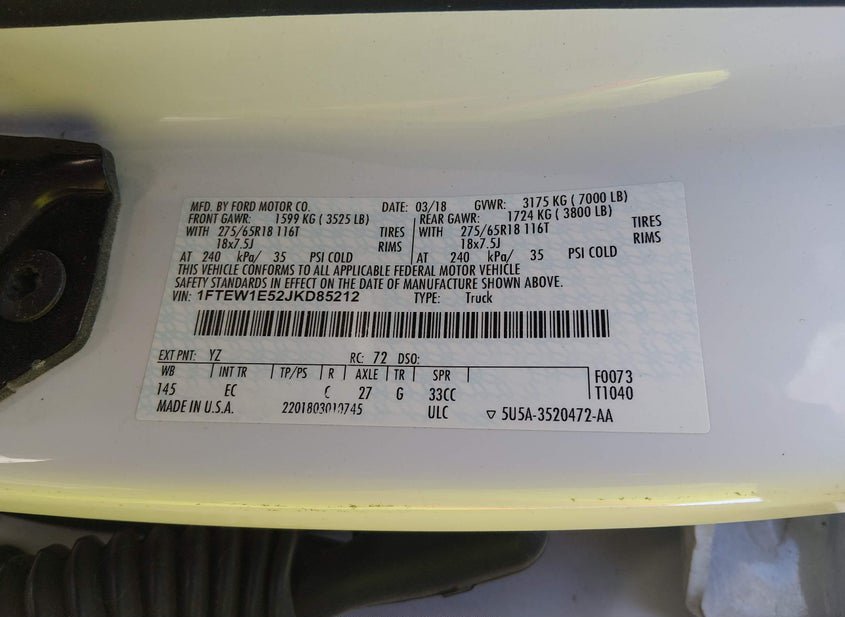 MFD. BY FORD MOTOR CO. DATE: 03/18 GVWR: 3175 KG (7000 LB)
FRONT GAWR: 1599 KG (3525 LB) REAR GAWR: 1724 KG (3800 LB)
WITH 275/65R18 116T TIRES WITH 275/65R18 116T TIRES
18x7.5J RIMS 18x7.5J RIMS
AT 240 kPa/ 35 PSI COLD AT 240 kPa/ 35 PSI COLD
THIS VEHICLE CONFORMS TO ALL APPLICABLE FEDERAL MOTOR VEHICLE
SAFETY STANDARDS IN EFFECT ON THE DATE OF MANUFACTURE SHOWN ABOVE.
VIN: 1FTEW1E52JKD85212 TYPE: Truck
EXT PNT: YZ RC: 72 DSO:
WB INT TR TP/PS R AXLE TR SPR F0073
145 EC C 27 G 33CC T1040
MADE IN U.S.A. 2201803010745 ULC ▽ 5U5A-3520472-AA